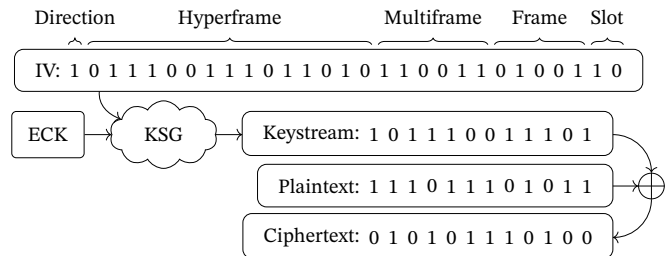 Direction Hyperframe Multiframe Frame Slot
IV: 1 0 1 1 1 0 0 1 1 1 0 1 1 0 1 0 1 1 0 0 1 1 0 1 0 0 1 1 0
ECK KSG Keystream: 1 0 1 1 1 0 0 1 1 1 0 1
Plaintext: 1 1 1 0 1 1 1 0 1 0 1 1
Ciphertext: 0 1 0 1 0 1 1 1 0 1 0 0